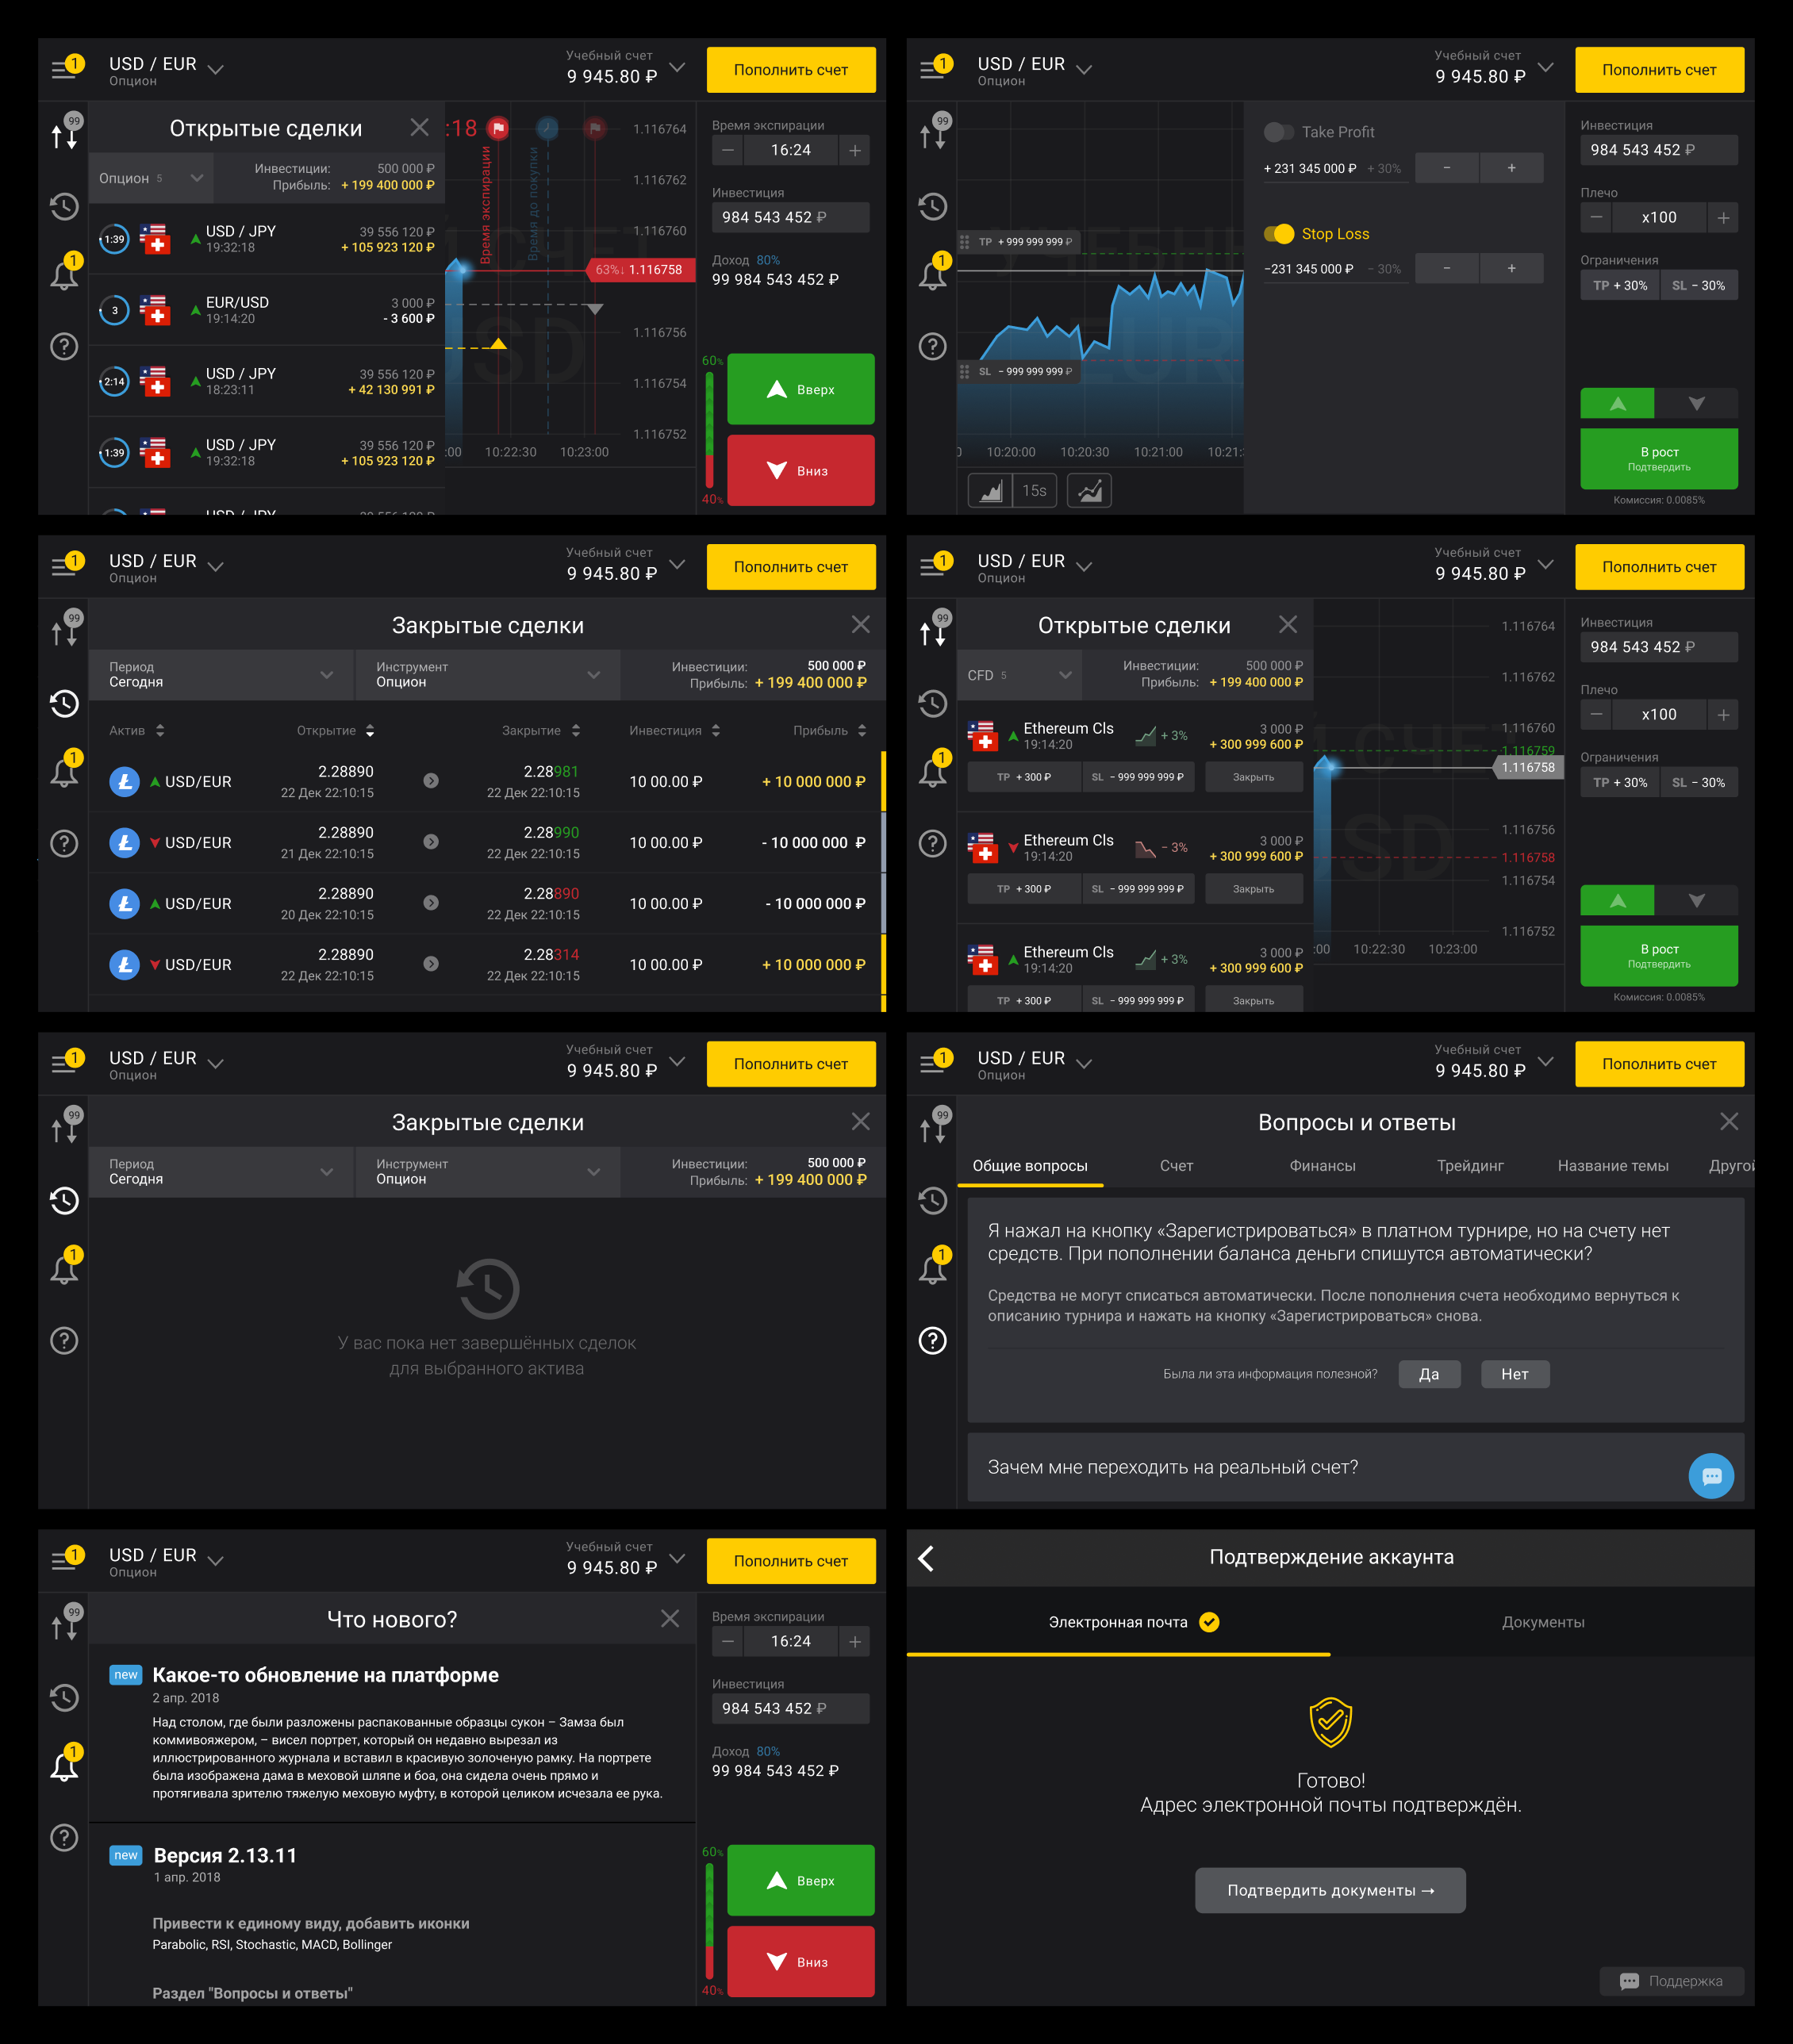 1
USD / EUR
Опцион
Учебный счет
9 945.80 ₽
Пополнить счет
99
Открытые сделки
Опцион 5
Инвестиции: 500 000 ₽
Прибыль: + 199 400 000 ₽
1:39
USD / JPY
19:32:18
39 556 120 ₽
+ 105 923 120 ₽
3
EUR/USD
19:14:20
3 000 ₽
- 3 600 ₽
2:14
USD / JPY
18:23:11
39 556 120 ₽
+ 42 130 991 ₽
1:39
USD / JPY
19:32:18
39 556 120 ₽
+ 105 923 120 ₽
USD / JPY
39 556 120 ₽
1
:18
Время экспирации
Время до покупки
1.116764
1.116762
1.116760
63%↓ 1.116758
1.116756
1.116754
1.116752
:00 10:22:30 10:23:00
Время экспирации
− 16:24 +
Инвестиция
984 543 452 ₽
Доход 80%
99 984 543 452 ₽
60%
Вверх
40%
Вниз
1
USD / EUR
Опцион
Учебный счет
9 945.80 ₽
Пополнить счет
99
1
TP + 999 999 999 ₽
SL − 999 999 999 ₽
EUR
0 10:20:00 10:20:30 10:21:00 10:21:
15s
Take Profit
+ 231 345 000 ₽ + 30% - +
Stop Loss
−231 345 000 ₽ − 30% - +
Инвестиция
984 543 452 ₽
Плечо
− x100 +
Ограничения
TP + 30% SL − 30%
В рост
Подтвердить
Комиссия: 0.0085%
1
USD / EUR
Опцион
Учебный счет
9 945.80 ₽
Пополнить счет
99
1
Закрытые сделки
Период
Сегодня
Инструмент
Опцион
Инвестиции: 500 000 ₽
Прибыль: + 199 400 000 ₽
Актив Открытие Закрытие Инвестиция Прибыль
USD/EUR 2.28890 2.28981 10 00.00 ₽ + 10 000 000 ₽
22 Дек 22:10:15 22 Дек 22:10:15
USD/EUR 2.28890 2.28990 10 00.00 ₽ - 10 000 000 ₽
21 Дек 22:10:15 22 Дек 22:10:15
USD/EUR 2.28890 2.28890 10 00.00 ₽ - 10 000 000 ₽
20 Дек 22:10:15 22 Дек 22:10:15
USD/EUR 2.28890 2.28314 10 00.00 ₽ + 10 000 000 ₽
22 Дек 22:10:15 22 Дек 22:10:15
1
USD / EUR
Опцион
Учебный счет
9 945.80 ₽
Пополнить счет
99
1
Открытые сделки
CFD 5
Инвестиции: 500 000 ₽
Прибыль: + 199 400 000 ₽
Ethereum Cls
19:14:20
+ 3%
3 000 ₽
+ 300 999 600 ₽
TP + 300 ₽ SL − 999 999 999 ₽ Закрыть
Ethereum Cls
19:14:20
− 3%
3 000 ₽
+ 300 999 600 ₽
TP + 300 ₽ SL − 999 999 999 ₽ Закрыть
Ethereum Cls
19:14:20
+ 3%
3 000 ₽
+ 300 999 600 ₽
TP + 300 ₽ SL − 999 999 999 ₽ Закрыть
1.116764
1.116762
1.116760
1.116759
1.116758
1.116756
1.116758
1.116754
1.116752
:00 10:22:30 10:23:00
Инвестиция
984 543 452 ₽
Плечо
− x100 +
Ограничения
TP + 30% SL − 30%
В рост
Подтвердить
Комиссия: 0.0085%
1
USD / EUR
Опцион
Учебный счет
9 945.80 ₽
Пополнить счет
99
1
Закрытые сделки
Период
Сегодня
Инструмент
Опцион
Инвестиции: 500 000 ₽
Прибыль: + 199 400 000 ₽
У вас пока нет завершённых сделок
для выбранного актива
1
USD / EUR
Опцион
Учебный счет
9 945.80 ₽
Пополнить счет
99
1
Вопросы и ответы
Общие вопросы Счет Финансы Трейдинг Название темы Другой
Я нажал на кнопку «Зарегистрироваться» в платном турнире, но на счету нет
средств. При пополнении баланса деньги спишутся автоматически?
Средства не могут списаться автоматически. После пополнения счета необходимо вернуться к
описанию турнира и нажать на кнопку «Зарегистрироваться» снова.
Была ли эта информация полезной? Да Нет
Зачем мне переходить на реальный счет?
1
USD / EUR
Опцион
Учебный счет
9 945.80 ₽
Пополнить счет
99
1
Что нового?
new Какое-то обновление на платформе
2 апр. 2018
Над столом, где были разложены распакованные образцы сукон – Замза был
коммивояжером, – висел портрет, который он недавно вырезал из
иллюстрированного журнала и вставил в красивую золоченую рамку. На портрете
была изображена дама в меховой шляпе и боа, она сидела очень прямо и
протягивала зрителю тяжелую меховую муфту, в которой целиком исчезала ее рука.
new Версия 2.13.11
1 апр. 2018
Привести к единому виду, добавить иконки
Parabolic, RSI, Stochastic, MACD, Bollinger
Раздел "Вопросы и ответы"
Время экспирации
− 16:24 +
Инвестиция
984 543 452 ₽
Доход 80%
99 984 543 452 ₽
60%
Вверх
40%
Вниз
Подтверждение аккаунта
Электронная почта Документы
Готово!
Адрес электронной почты подтверждён.
Подтвердить документы →
Поддержка